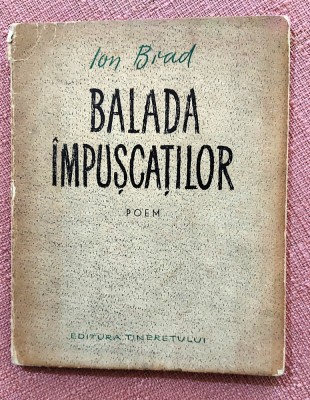 Ion Brad
BALADA
ÎMPUȘCAȚILOR
POEM
EDITURA TINERETULUI